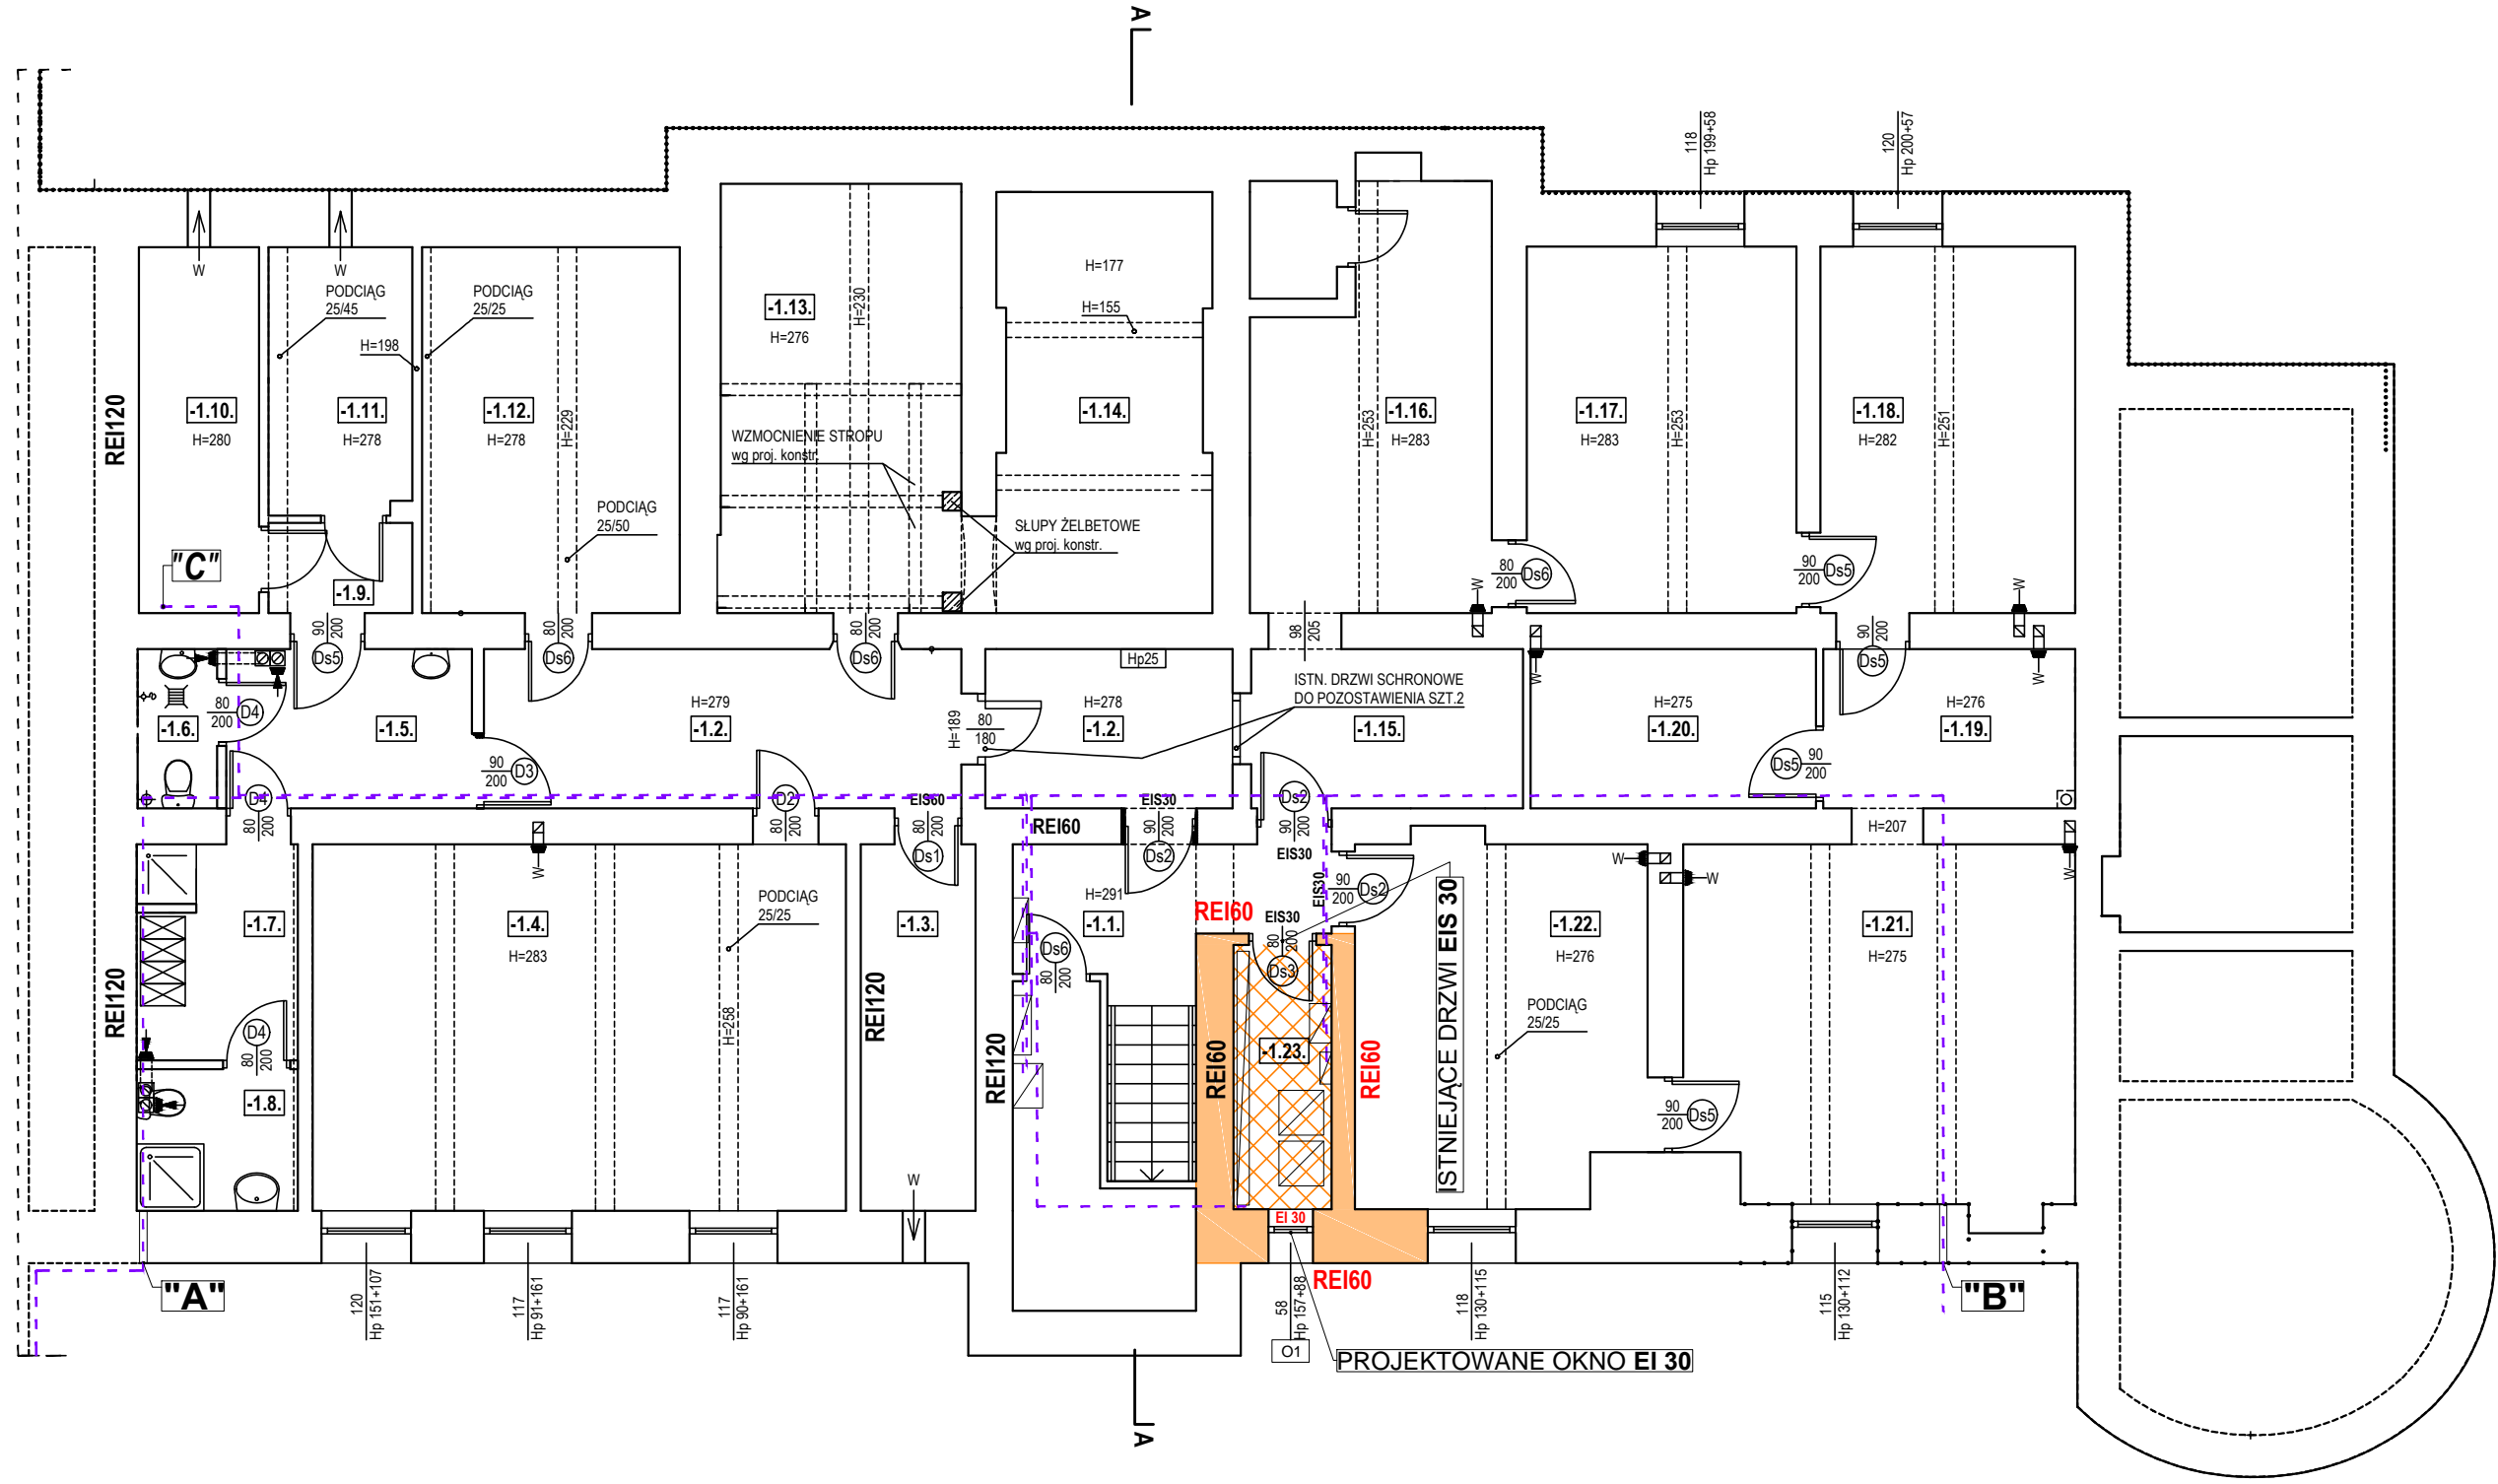 A
118
Hp 199+58
120
Hp 200+57
W
W
PODCIĄG
25/45
PODCIĄG
25/25
H=198
-1.13.
H=276
H=230
H=177
H=155
REI120
-1.10.
H=280
-1.11.
H=278
-1.12.
H=278
H=229
-1.14.
H=253
-1.16.
H=283
-1.17.
H=283
H=253
-1.18.
H=282
H=251
WZMOCNIENIE STROPU
wg proj. konstr.
PODCIĄG
25/50
SŁUPY ŻELBETOWE
wg proj. konstr.
"C"
-1.9.
80
200
Ds6
90
200
Ds5
W
W
90
200
Ds5
80
200
Ds6
80
200
Ds6
98
205
90
200
Ds5
Hp25
W
W
ISTN. DRZWI SCHRONOWE
DO POZOSTAWIENIA SZT.2
-1.6.
80
200
D4
-1.5.
H=279
-1.2.
H=189
80
180
H=278
-1.2.
-1.15.
H=275
-1.20.
H=276
-1.19.
90
200
D3
Ds5
90
200
D4
80
200
D2
80
200
EIS60
80
200
Ds1
REI60
EIS30
90
200
Ds2
Ds2
90
200
EIS30
H=207
W
W
W
W
EIS30
90
200
Ds2
PODCIĄG
25/25
H=291
-1.7.
-1.4.
H=283
-1.3.
-1.1.
REI60
EIS30
80
200
Ds3
-1.22.
H=276
-1.21.
H=275
Ds6
80
200
REI120
H=258
REI120
REI120
D4
80
200
-1.8.
REI60
-1.23.
REI60
ISTNIEJĄCE DRZWI EIS 30
PODCIĄG
25/25
90
200
Ds5
W
EI 30
"A"
REI60
"B"
120
Hp 151+107
117
Hp 91+161
117
Hp 90+161
58
Hp 157+88
118
Hp 130+115
115
Hp 130+112
O1
PROJEKTOWANE OKNO EI 30
A